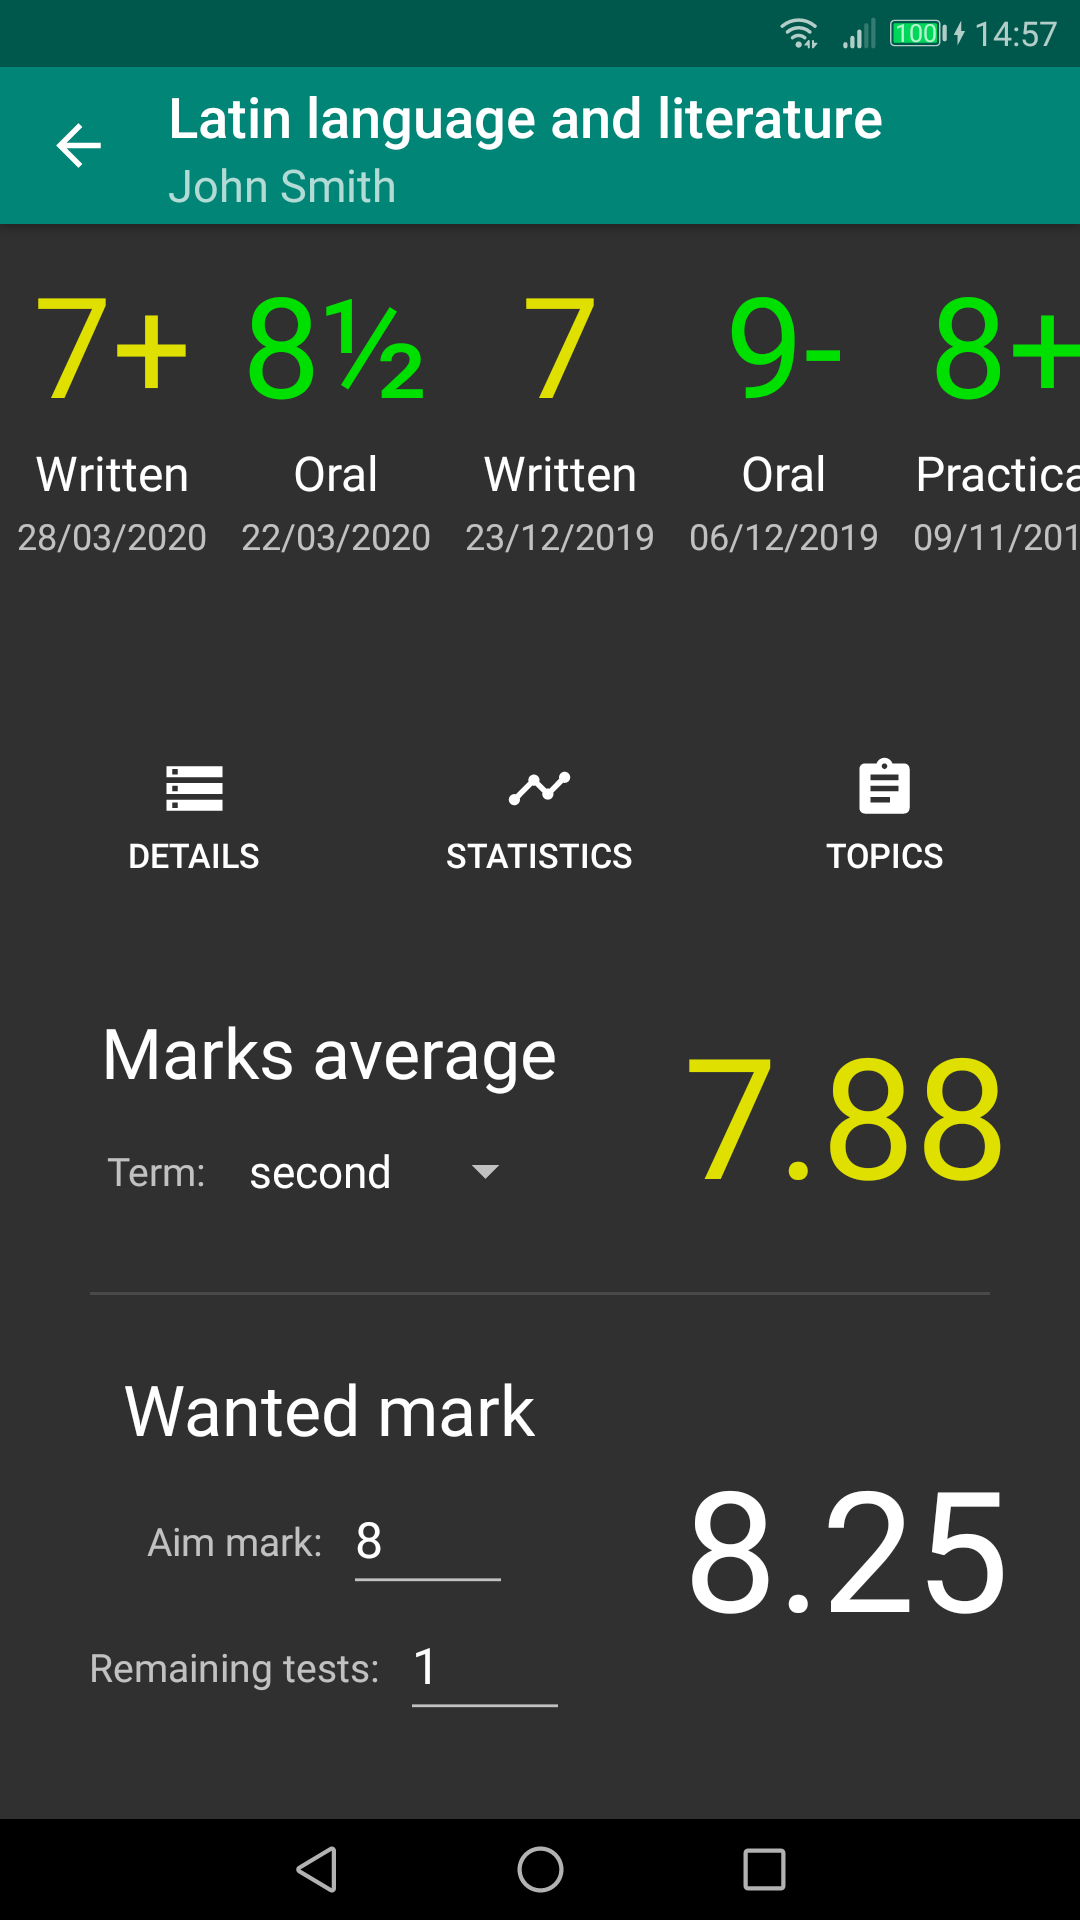 100 14:57
Latin language and literature
John Smith
7+ 8½ 7 9- 8+
Written Oral Written Oral Practica
28/03/2020 22/03/2020 23/12/2019 06/12/2019 09/11/201
DETAILS STATISTICS TOPICS
Marks average
7.88
Term: second
Wanted mark
8.25
Aim mark: 8
Remaining tests: 1